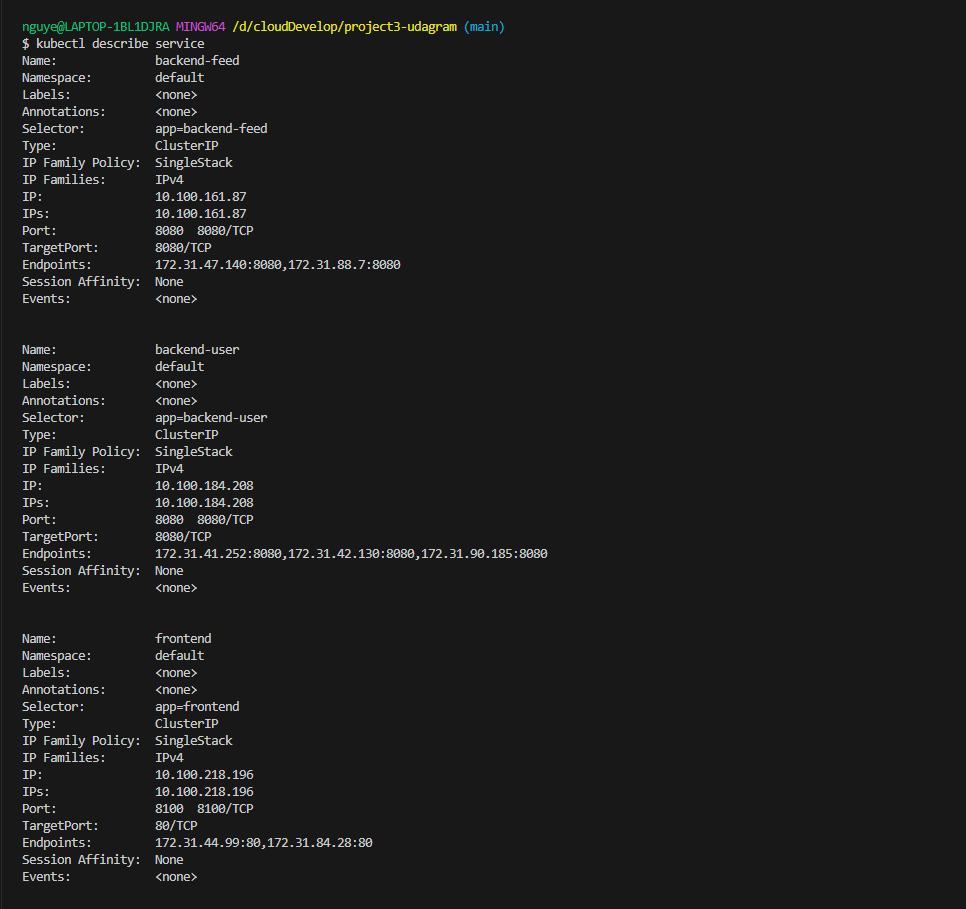 nguye@LAPTOP-1BL1DJRA MINGW64 /d/cloudDevelop/project3-udagram (main)
$ kubectl describe service
Name:              backend-feed
Namespace:         default
Labels:            <none>
Annotations:       <none>
Selector:          app=backend-feed
Type:              ClusterIP
IP Family Policy:  SingleStack
IP Families:       IPv4
IP:                10.100.161.87
IPs:               10.100.161.87
Port:              8080  8080/TCP
TargetPort:        8080/TCP
Endpoints:         172.31.47.140:8080,172.31.88.7:8080
Session Affinity:  None
Events:            <none>
Name:              backend-user
Namespace:         default
Labels:            <none>
Annotations:       <none>
Selector:          app=backend-user
Type:              ClusterIP
IP Family Policy:  SingleStack
IP Families:       IPv4
IP:                10.100.184.208
IPs:               10.100.184.208
Port:              8080  8080/TCP
TargetPort:        8080/TCP
Endpoints:         172.31.41.252:8080,172.31.42.130:8080,172.31.90.185:8080
Session Affinity:  None
Events:            <none>
Name:              frontend
Namespace:         default
Labels:            <none>
Annotations:       <none>
Selector:          app=frontend
Type:              ClusterIP
IP Family Policy:  SingleStack
IP Families:       IPv4
IP:                10.100.218.196
IPs:               10.100.218.196
Port:              8100  8100/TCP
TargetPort:        80/TCP
Endpoints:         172.31.44.99:80,172.31.84.28:80
Session Affinity:  None
Events:            <none>